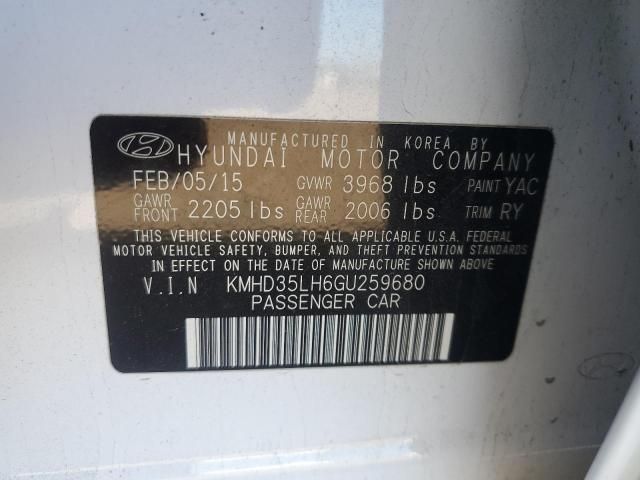 MANUFACTURED IN KOREA BY
HYUNDAI MOTOR COMPANY
FEB/05/15 GVWR 3968 lbs PAINT YAC
GAWR FRONT 2205 lbs GAWR REAR 2006 lbs TRIM RY
THIS VEHICLE CONFORMS TO ALL APPLICABLE U.S.A. FEDERAL
MOTOR VEHICLE SAFETY, BUMPER, AND THEFT PREVENTION STANDARDS
IN EFFECT ON THE DATE OF MANUFACTURE SHOWN ABOVE
V.I.N KMHD35LH6GU259680
PASSENGER CAR